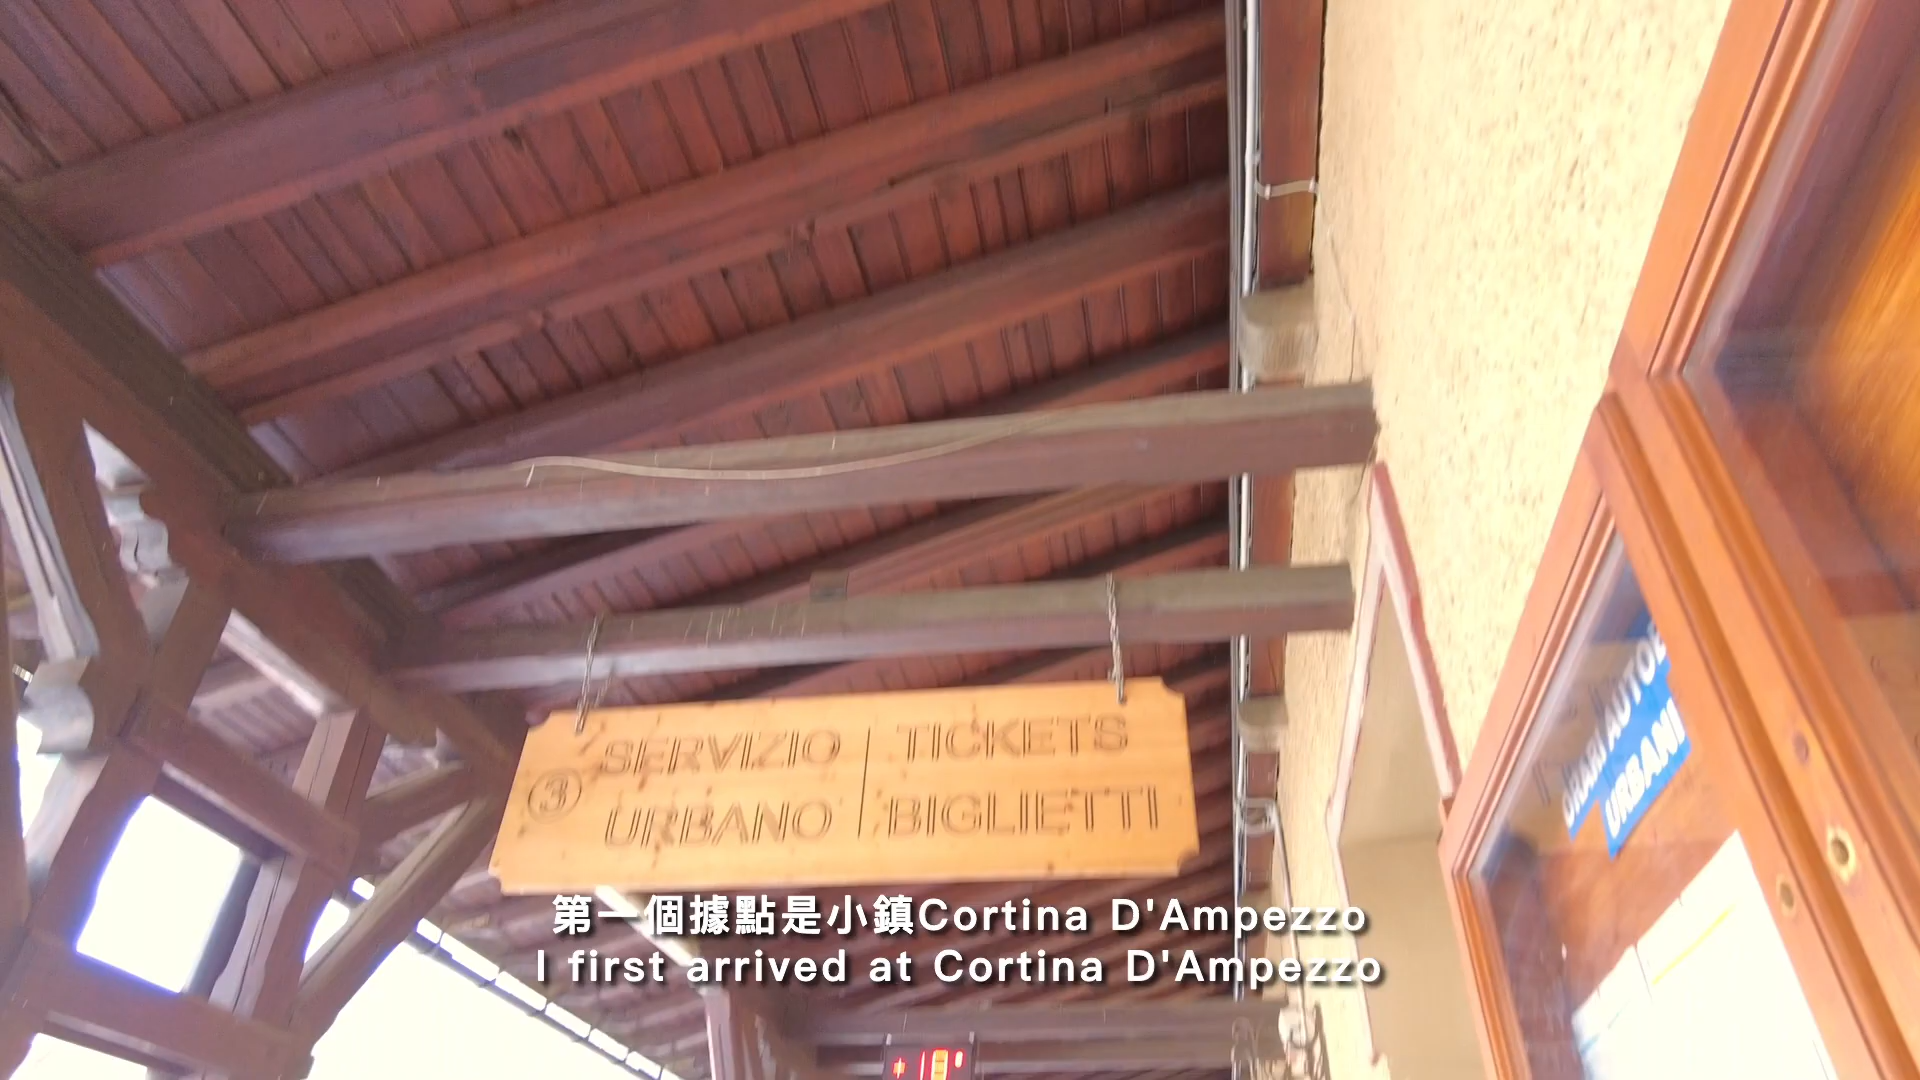 ③
SERVIZIO
URBANO
TICKETS
BIGLIETTI
URBANI
第一個據點是小鎮Cortina D'Ampezzo
I first arrived at Cortina D'Ampezzo